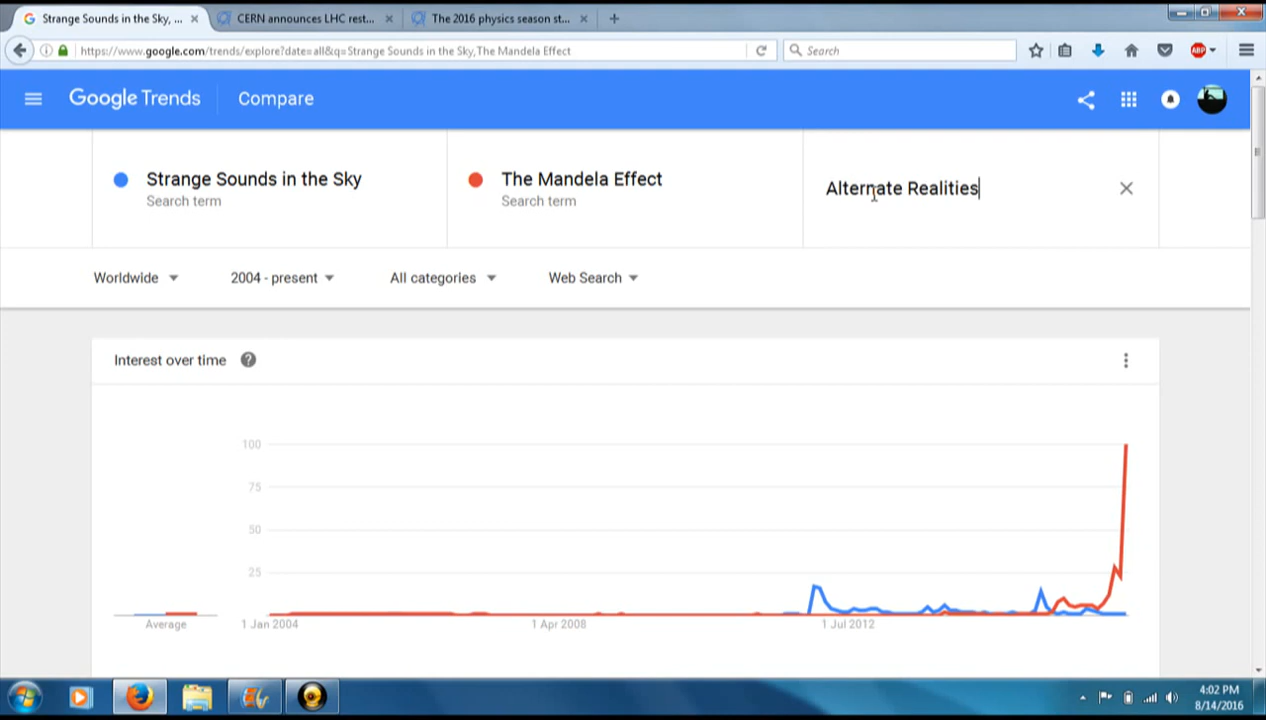 Strange Sounds in the Sky, ...
CERN announces LHC rest...
The 2016 physics season st...
https://www.google.com/trends/explore?date=all&q=Strange Sounds in the Sky,The Mandela Effect
Search
ABP
Google Trends
Compare
Strange Sounds in the Sky
Search term
The Mandela Effect
Search term
Alternate Realities
Worldwide
2004 - present
All categories
Web Search
Interest over time
100
75
50
25
Average
1 Jan 2004
1 Apr 2008
1 Jul 2012
4:02 PM
8/14/2016